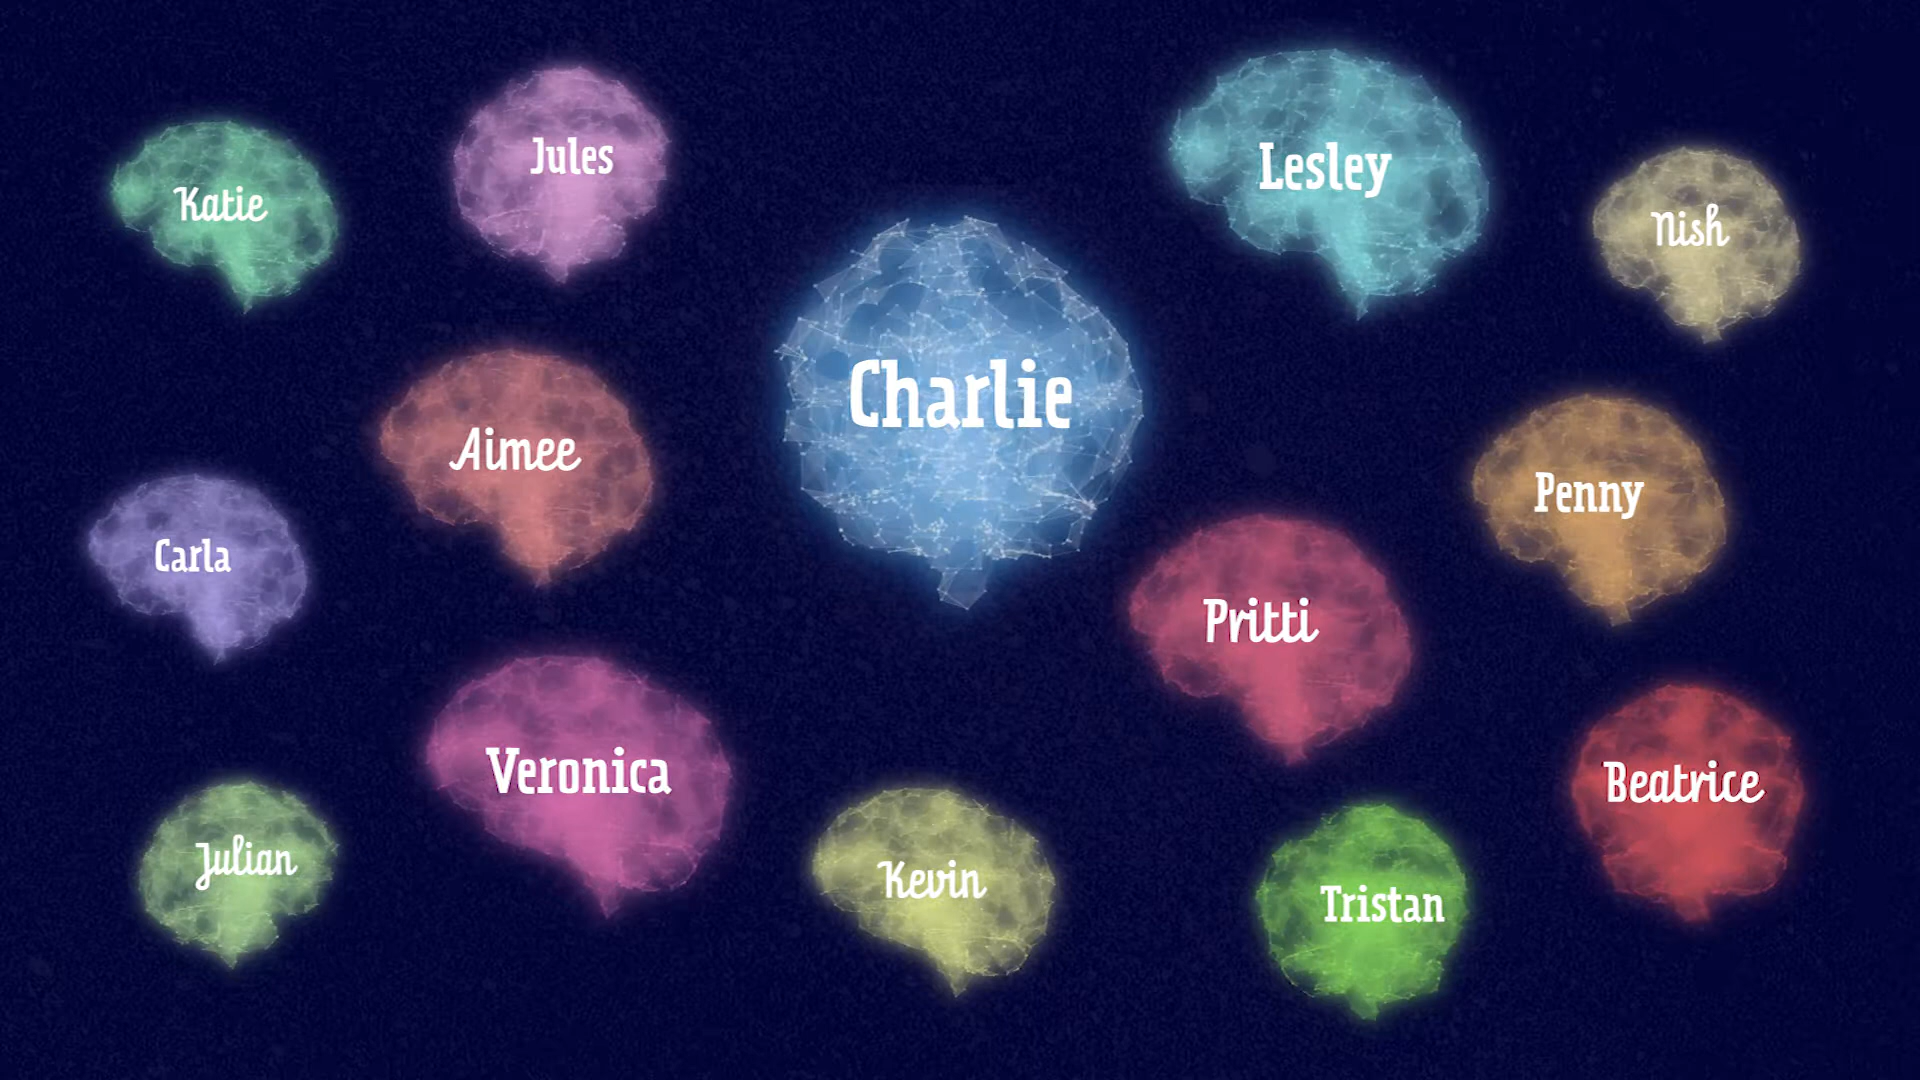 Katie
Jules
Lesley
Nish
Charlie
Aimee
Penny
Carla
Pritti
Veronica
Beatrice
Julian
Kevin
Tristan